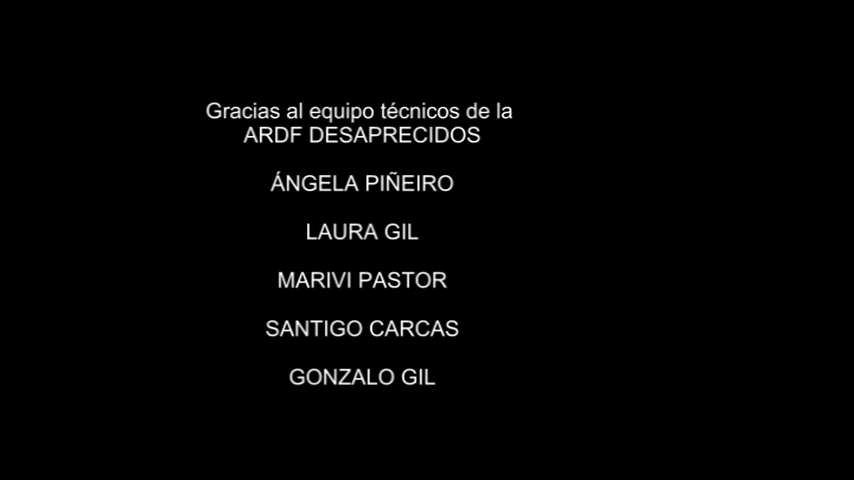 Gracias al equipo técnicos de la
ARDF DESAPRECIDOS
ÁNGELA PIÑEIRO
LAURA GIL
MARIVI PASTOR
SANTIGO CARCAS
GONZALO GIL